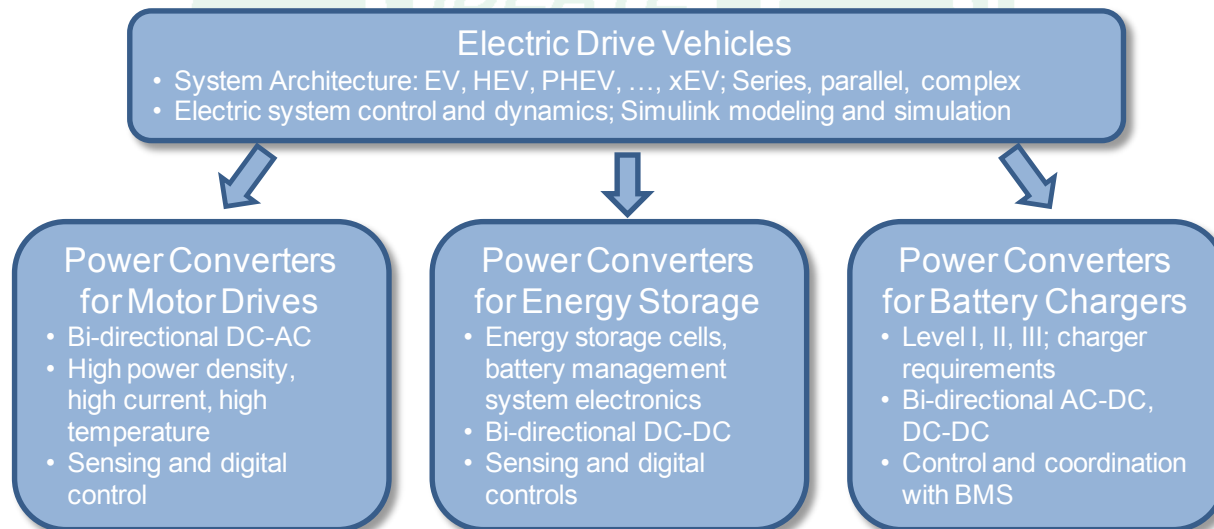 Electric Drive Vehicles
• System Architecture: EV, HEV, PHEV, …, xEV; Series, parallel, complex
• Electric system control and dynamics; Simulink modeling and simulation
Power Converters
for Motor Drives
• Bi-directional DC-AC
• High power density,
high current, high
temperature
• Sensing and digital
control
Power Converters
for Energy Storage
• Energy storage cells,
battery management
system electronics
• Bi-directional DC-DC
• Sensing and digital
controls
Power Converters
for Battery Chargers
• Level I, II, III; charger
requirements
• Bi-directional AC-DC,
DC-DC
• Control and coordination
with BMS